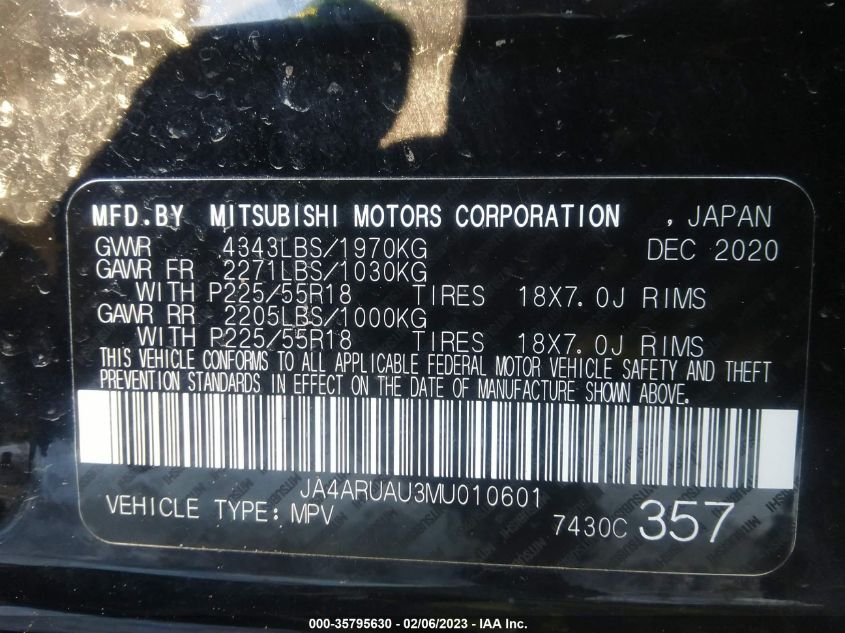 MFD.BY MITSUBISHI MOTORS CORPORATION , JAPAN
GVWR 4343LBS/1970KG DEC 2020
GAWR FR 2271LBS/1030KG
WITH P225/55R18 TIRES 18X7.0J RIMS
GAWR RR 2205LBS/1000KG
WITH P225/55R18 TIRES 18X7.0J RIMS
THIS VEHICLE CONFORMS TO ALL APPLICABLE FEDERAL MOTOR VEHICLE SAFETY AND THEFT
PREVENTION STANDARDS IN EFFECT ON THE DATE OF MANUFACTURE SHOWN ABOVE.
JA4ARUAU3MU010601
VEHICLE TYPE: MPV 7430C 357
000-35795630 - 02/06/2023 - IAA Inc.